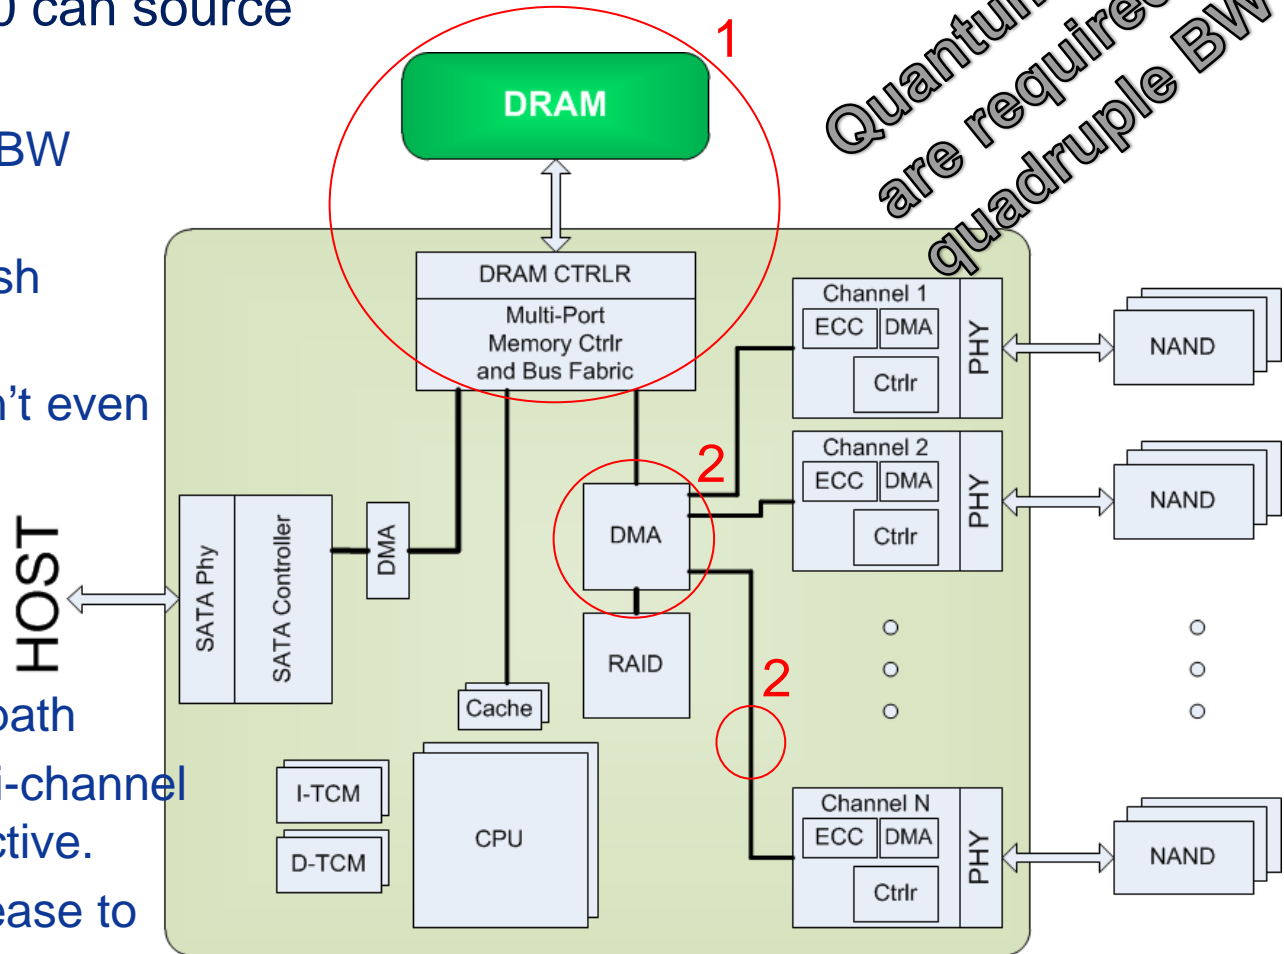 0 can source
BW
sh
n't even
path
i-channel
ctive.
ease to
Quantum
are required
quadruple BW
1
DRAM
DRAM CTRLR
Multi-Port
Memory Ctrlr
and Bus Fabric
HOST
SATA Phy
SATA Controller
DMA
2
DMA
RAID
Cache
I-TCM
D-TCM
CPU
2
Channel 1
ECC
DMA
Ctrlr
PHY
NAND
Channel 2
ECC
DMA
Ctrlr
PHY
NAND
Channel N
ECC
DMA
Ctrlr
PHY
NAND